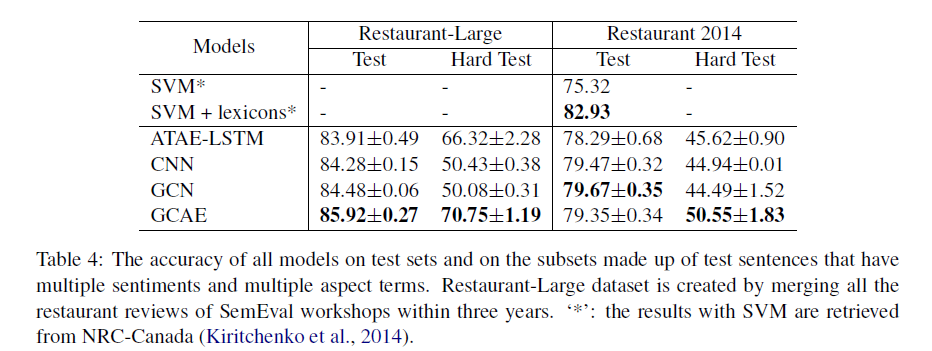 Models Restaurant-Large Restaurant 2014
Test Hard Test Test Hard Test
SVM* - - 75.32 -
SVM + lexicons* - - 82.93 -
ATAE-LSTM 83.91±0.49 66.32±2.28 78.29±0.68 45.62±0.90
CNN 84.28±0.15 50.43±0.38 79.47±0.32 44.94±0.01
GCN 84.48±0.06 50.08±0.31 79.67±0.35 44.49±1.52
GCAE 85.92±0.27 70.75±1.19 79.35±0.34 50.55±1.83
Table 4: The accuracy of all models on test sets and on the subsets made up of test sentences that have
multiple sentiments and multiple aspect terms. Restaurant-Large dataset is created by merging all the
restaurant reviews of SemEval workshops within three years. ‘*’: the results with SVM are retrieved
from NRC-Canada (Kiritchenko et al., 2014).